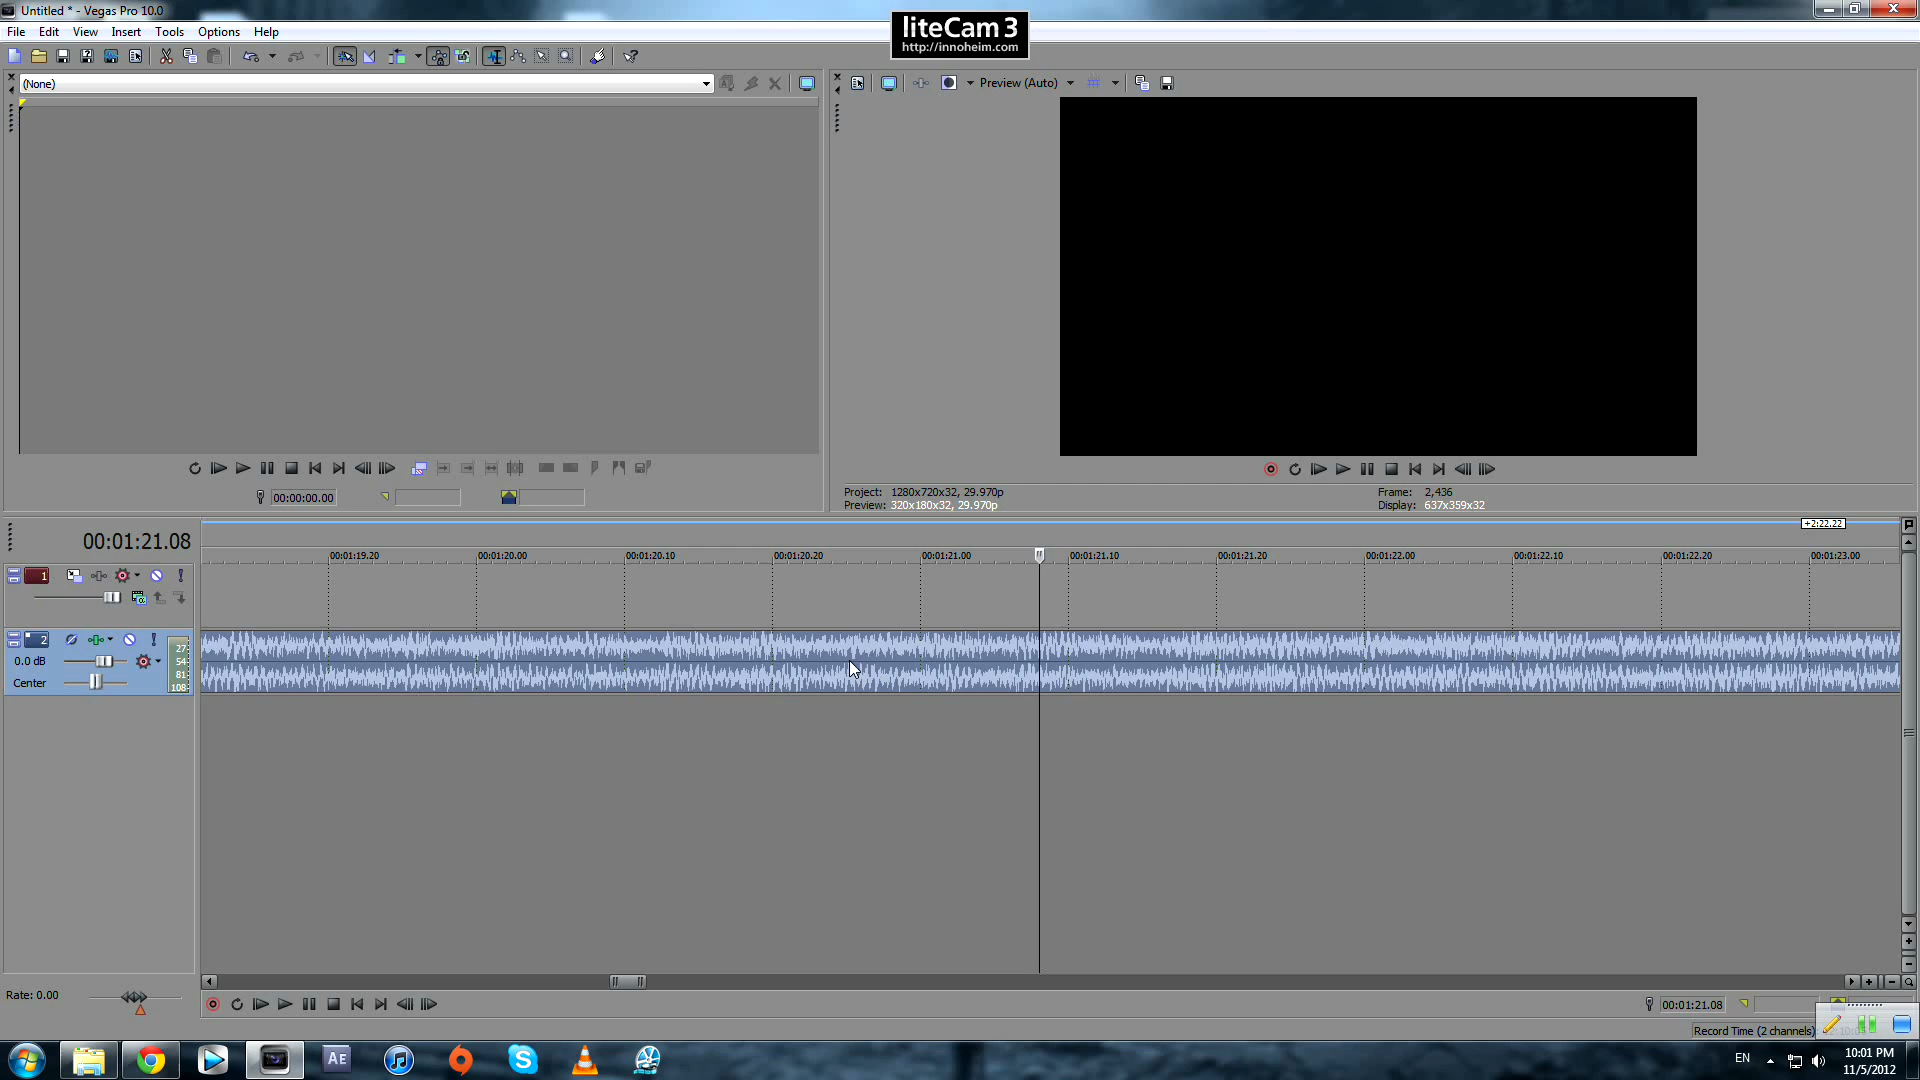 Untitled * - Vegas Pro 10.0
liteCam 3
http://innoheim.com
File Edit View Insert Tools Options Help
(None)
Preview (Auto)
00:00:00.00
Project: 1280x720x32, 29.970p
Frame: 2,436
Preview: 320x180x32, 29.970p
Display: 637x359x32
+2:22.22
00:01:21.08
00:01:19.20 00:01:20.00 00:01:20.10 00:01:20.20 00:01:21.00 00:01:21.10 00:01:21.20 00:01:22.00 00:01:22.10 00:01:22.20 00:01:23.00
1
2
0.0 dB
Center
27
54
81
108
Rate: 0.00
00:01:21.08
Record Time (2 channels)
AE
EN
10:01 PM
11/5/2012